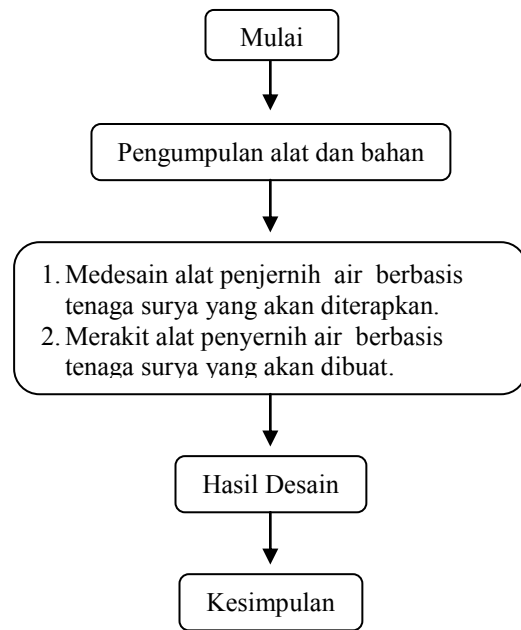 Mulai
Pengumpulan alat dan bahan
1. Medesain alat penjernih air berbasis
tenaga surya yang akan diterapkan.
2. Merakit alat penyernih air berbasis
tenaga surya yang akan dibuat.
Hasil Desain
Kesimpulan